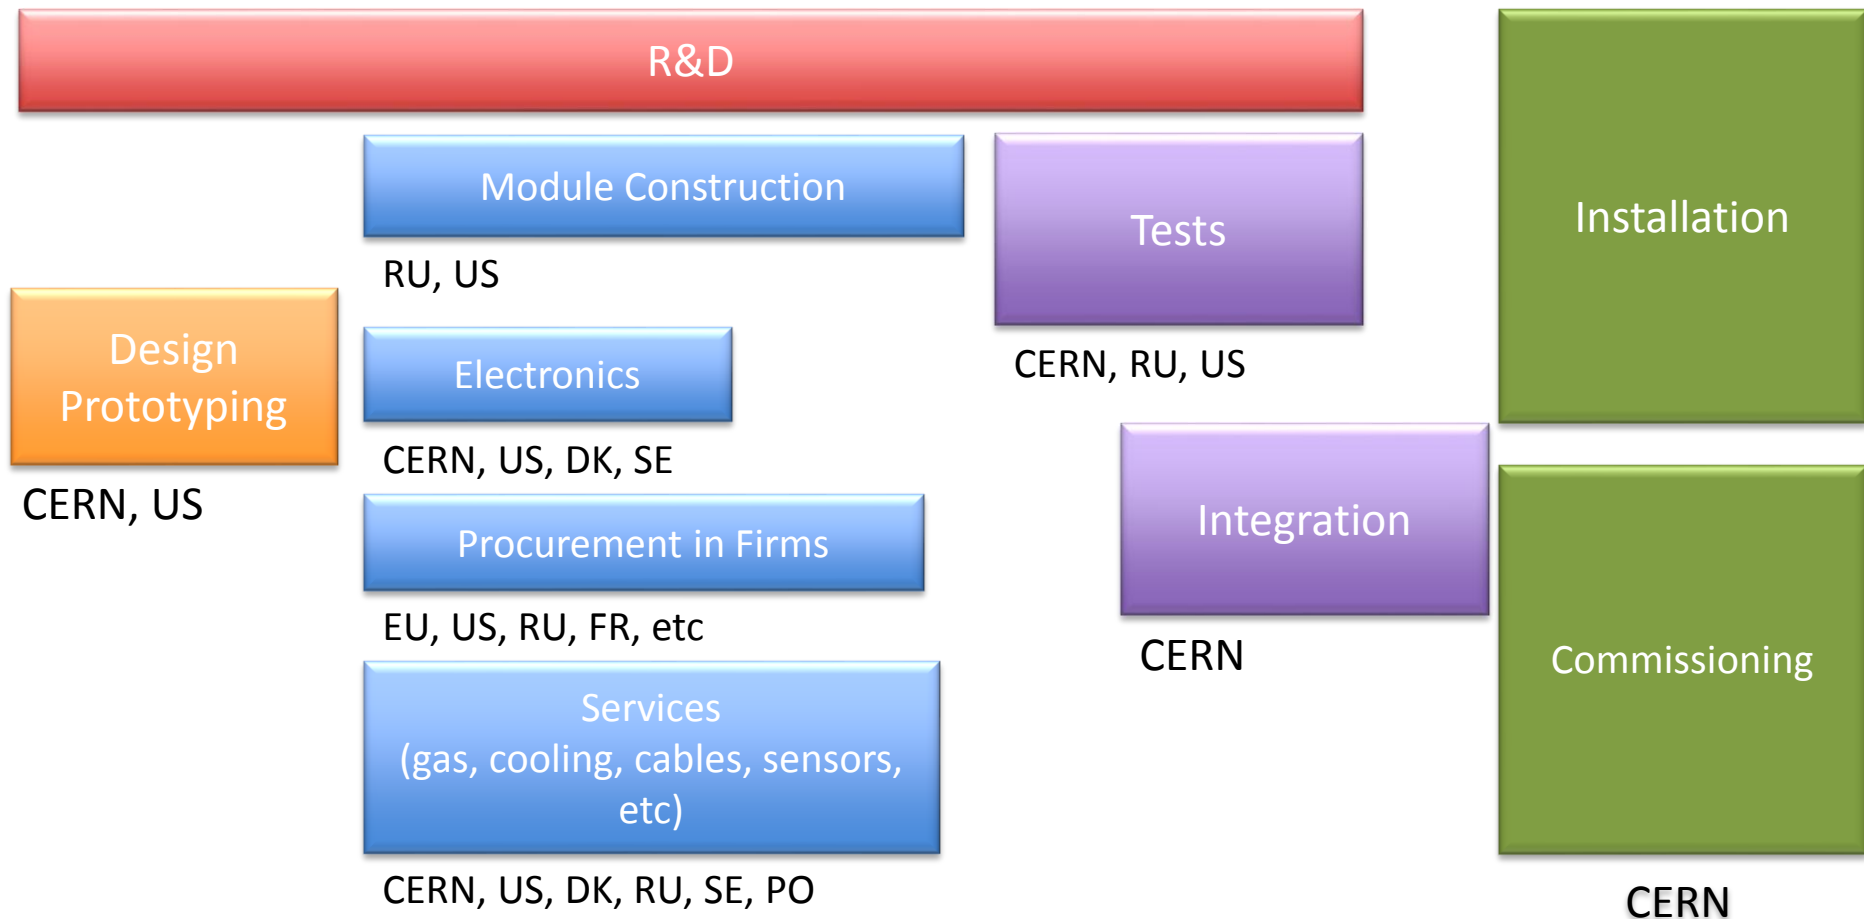 R&D
Design
Prototyping
CERN, US
Module Construction
RU, US
Electronics
CERN, US, DK, SE
Procurement in Firms
EU, US, RU, FR, etc
Services
(gas, cooling, cables, sensors,
etc)
CERN, US, DK, RU, SE, PO
Tests
CERN, RU, US
Integration
CERN
Installation
Commissioning
CERN